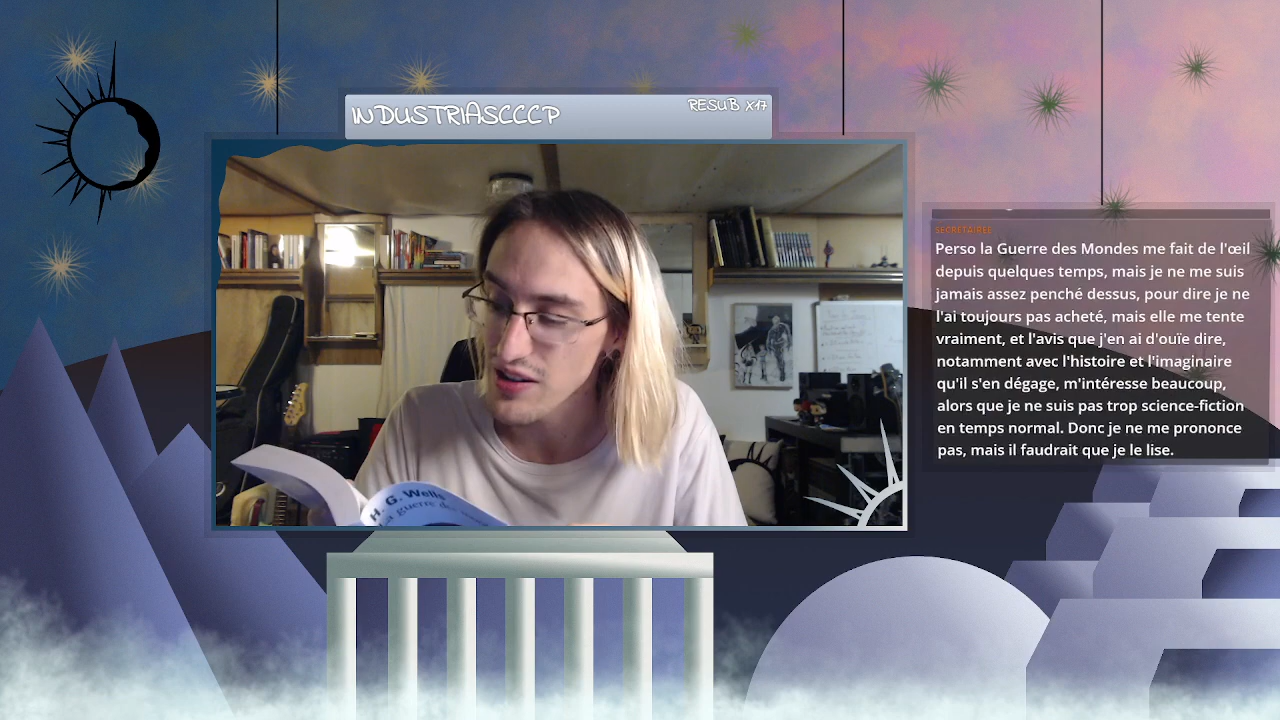 INDUSTRIASCCCP
RESUB X17
H. G. Wells
La guerre des
SECRETAIREE
Perso la Guerre des Mondes me fait de l'œil
depuis quelques temps, mais je ne me suis
jamais assez penché dessus, pour dire je ne
l'ai toujours pas acheté, mais elle me tente
vraiment, et l'avis que j'en ai d'ouïe dire,
notamment avec l'histoire et l'imaginaire
qu'il s'en dégage, m'intéresse beaucoup,
alors que je ne suis pas trop science-fiction
en temps normal. Donc je ne me prononce
pas, mais il faudrait que je le lise.